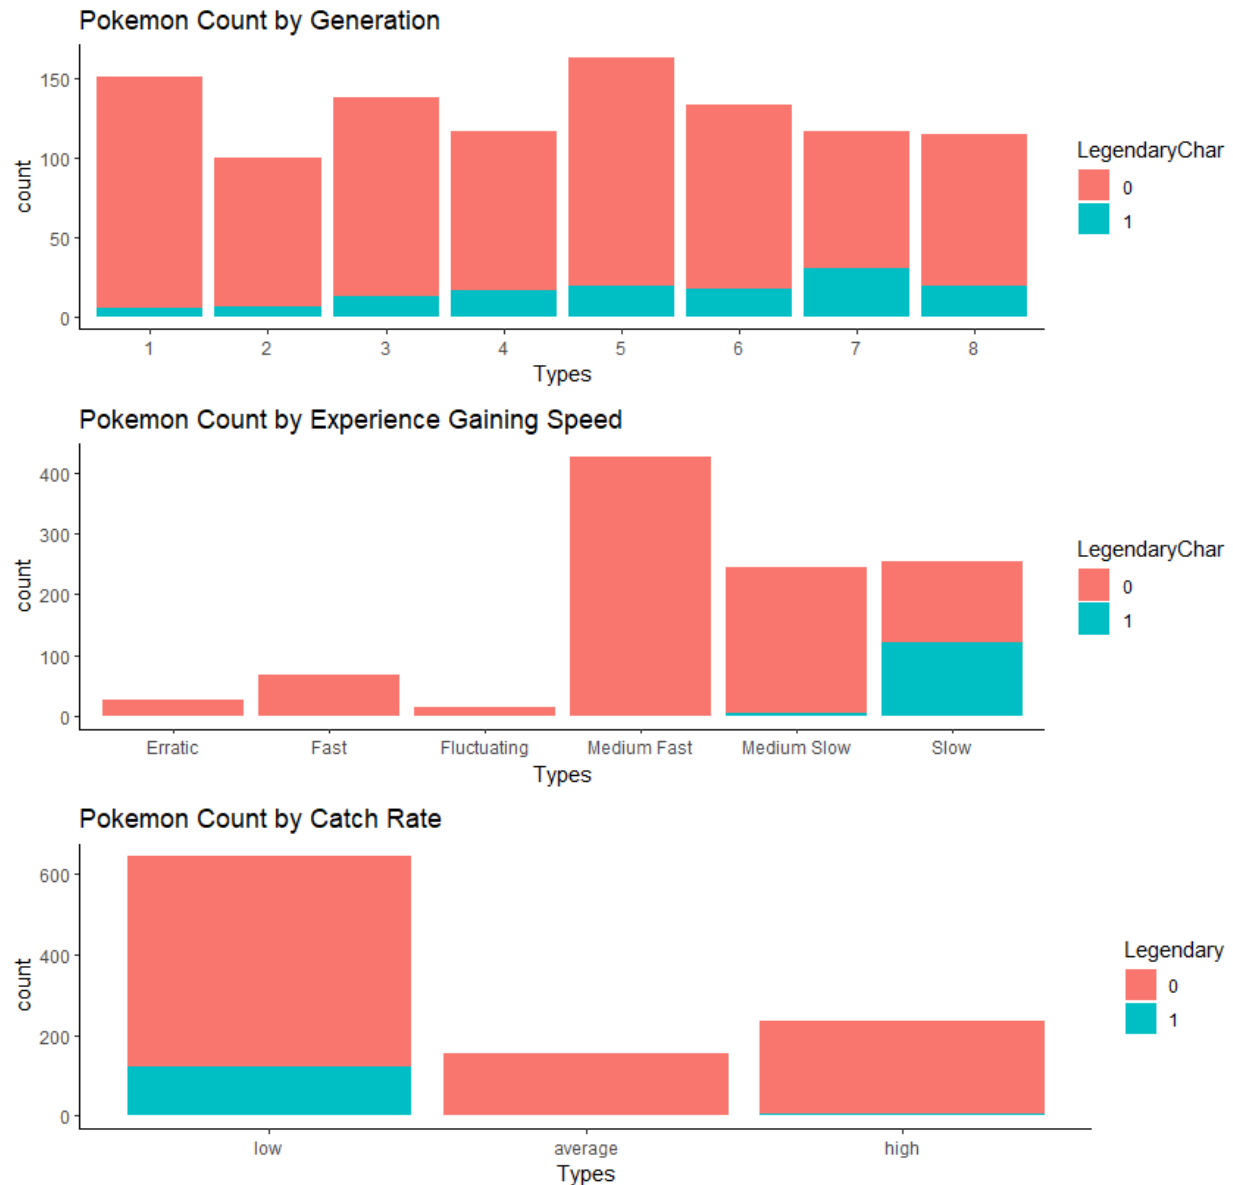 Pokemon Count by Generation
150
100
50
0
count
1 2 3 4 5 6 7 8
Types
LegendaryChar
0
1
Pokemon Count by Experience Gaining Speed
400
300
200
100
0
count
Erratic Fast Fluctuating Medium Fast Medium Slow Slow
Types
LegendaryChar
0
1
Pokemon Count by Catch Rate
600
400
200
0
count
low average high
Types
Legendary
0
1